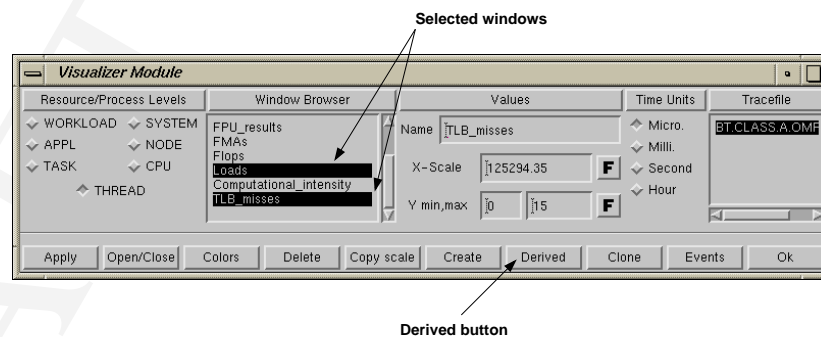 Selected windows
Visualizer Module
Resource/Process Levels
Window Browser
Values
Time Units
Tracefile
WORKLOAD
SYSTEM
APPL
NODE
TASK
CPU
THREAD
FPU_results
FMAs
Flops
Loads
Computational_intensity
TLB_misses
Name
TLB_misses
X-Scale
125294.35
F
Y min,max
0
15
F
Micro.
Milli.
Second
Hour
BT.CLASS.A.OMF
Apply
Open/Close
Colors
Delete
Copy scale
Create
Derived
Clone
Events
Ok
Derived button